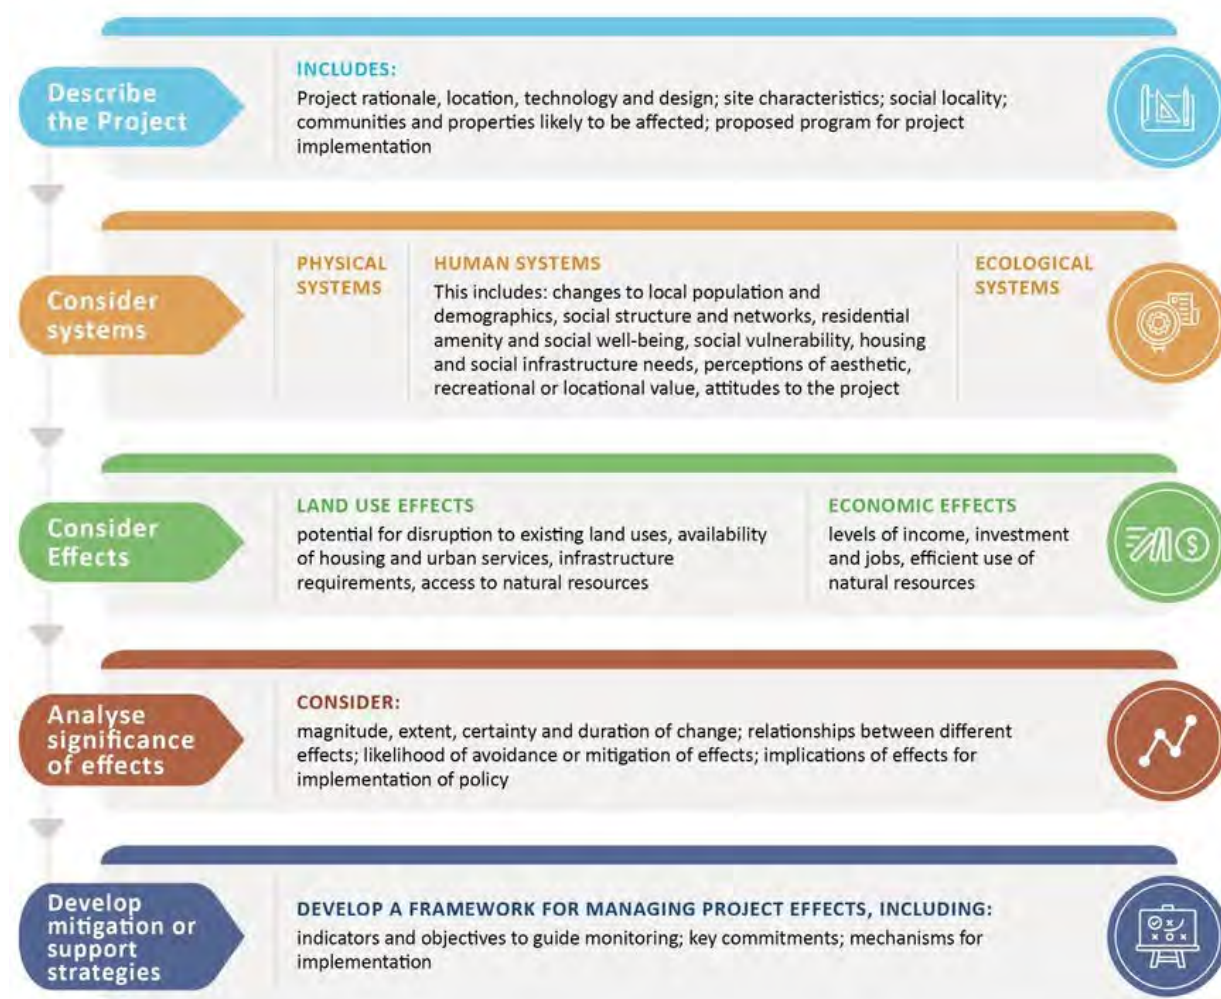 Describe
the Project
INCLUDES:
Project rationale, location, technology and design; site characteristics; social locality;
communities and properties likely to be affected; proposed program for project
implementation
Consider
systems
PHYSICAL
SYSTEMS
HUMAN SYSTEMS
This includes: changes to local population and
demographics, social structure and networks, residential
amenity and social well-being, social vulnerability, housing
and social infrastructure needs, perceptions of aesthetic,
recreational or locational value, attitudes to the project
ECOLOGICAL
SYSTEMS
Consider
Effects
LAND USE EFFECTS
potential for disruption to existing land uses, availability
of housing and urban services, infrastructure
requirements, access to natural resources
ECONOMIC EFFECTS
levels of income, investment
and jobs, efficient use of
natural resources
$
Analyse
significance
of effects
CONSIDER:
magnitude, extent, certainty and duration of change; relationships between different
effects; likelihood of avoidance or mitigation of effects; implications of effects for
implementation of policy
Develop
mitigation or
support
strategies
DEVELOP A FRAMEWORK FOR MANAGING PROJECT EFFECTS, INCLUDING:
indicators and objectives to guide monitoring; key commitments; mechanisms for
implementation